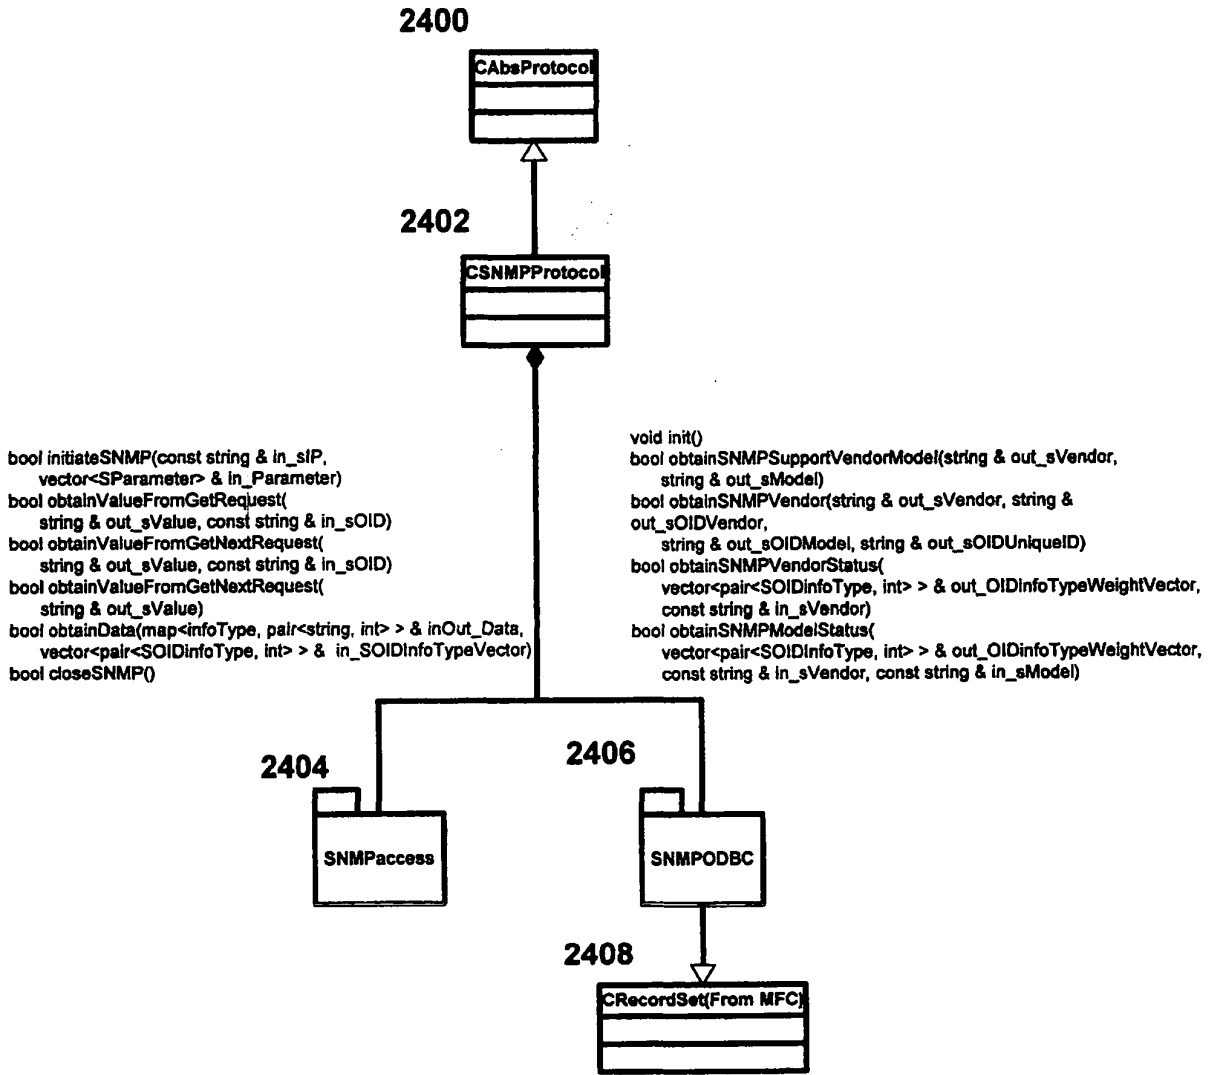 2400
CAbsProtocol
2402
CSNMPProtocol
bool initiateSNMP(const string & in_sIP,
vector<SParameter> & in_Parameter)
bool obtainValueFromGetRequest(
string & out_sValue, const string & in_sOID)
bool obtainValueFromGetNextRequest(
string & out_sValue, const string & in_sOID)
bool obtainValueFromGetNextRequest(
string & out_sValue)
bool obtainData(map<infoType, pair<string, int> > & inOut_Data,
vector<pair<SOIDinfoType, int> > & in_SOIDInfoTypeVector)
bool closeSNMP()
void init()
bool obtainSNMPSupportVendorModel(string & out_sVendor,
string & out_sModel)
bool obtainSNMPVendor(string & out_sVendor, string &
out_sOIDVendor,
string & out_sOIDModel, string & out_sOIDUniqueID)
bool obtainSNMPVendorStatus(
vector<pair<SOIDinfoType, int> > & out_OIDinfoTypeWeightVector,
const string & in_sVendor)
bool obtainSNMPModelStatus(
vector<pair<SOIDinfoType, int> > & out_OIDinfoTypeWeightVector,
const string & in_sVendor, const string & in_sModel)
2404
SNMPaccess
2406
SNMPODBC
2408
CRecordSet(From MFC)